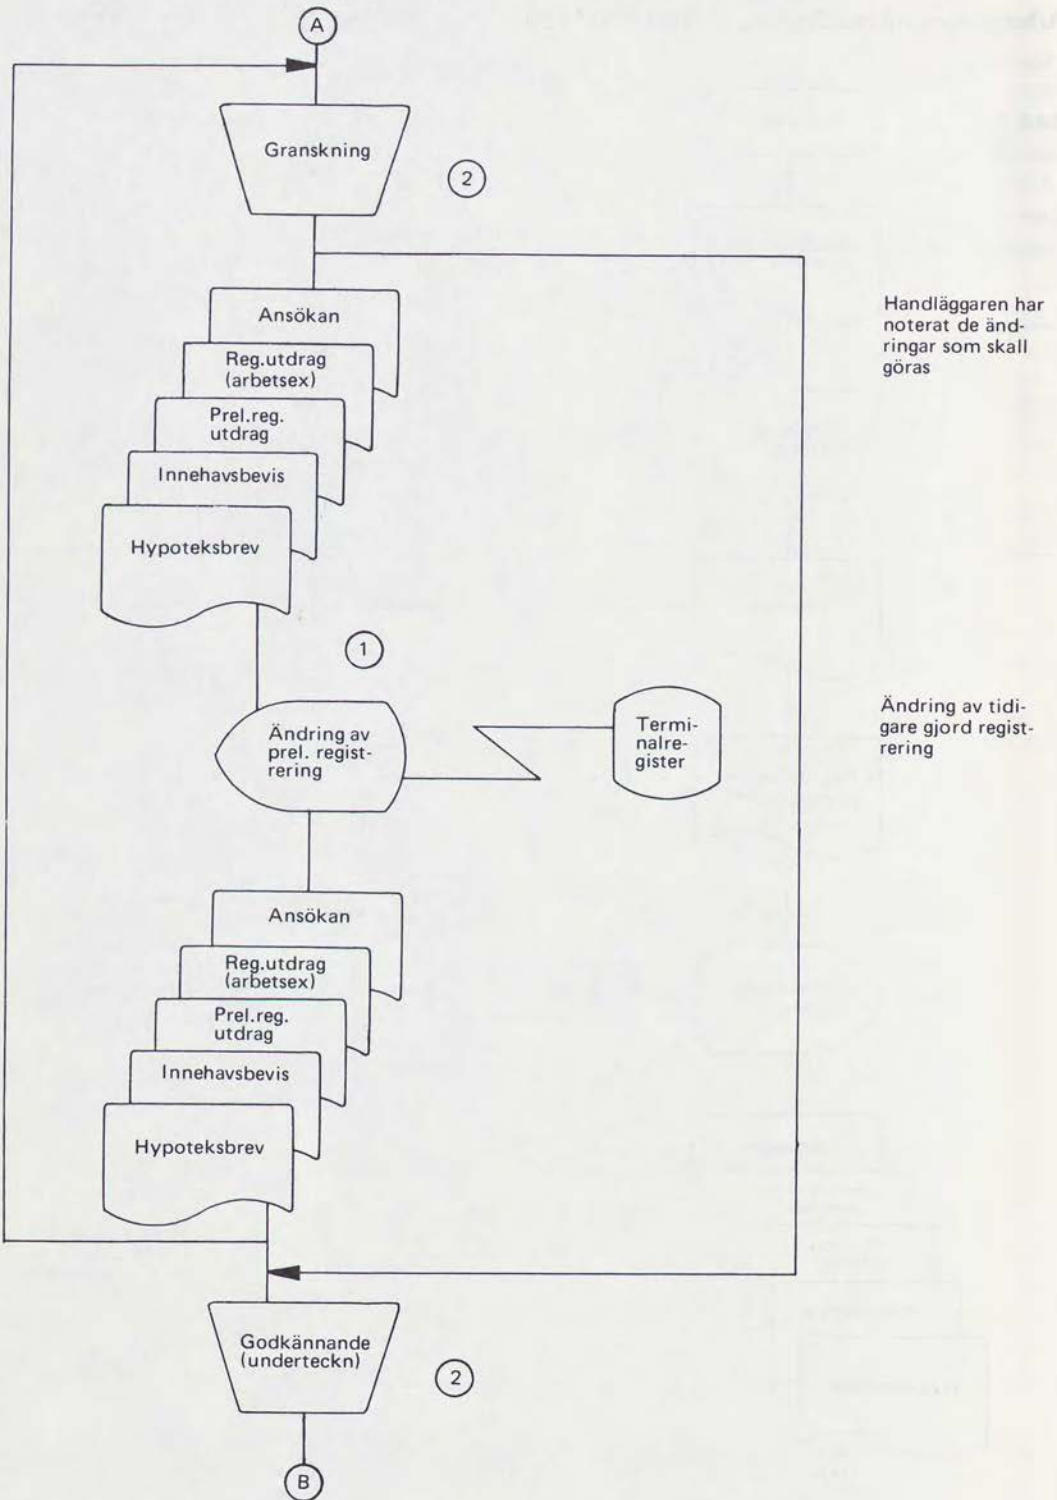 A
Granskning
2
Ansökan
Reg.utdrag
(arbetsex)
Prel.reg.
utdrag
Innehavsbevis
Hypoteksbrev
Handläggaren har
noterat de änd-
ringar som skall
göras
1
Ändring av
prel. regist-
rering
Termi-
nalre-
gister
Ändring av tidi-
gare gjord regist-
rering
Ansökan
Reg.utdrag
(arbetsex)
Prel.reg.
utdrag
Innehavsbevis
Hypoteksbrev
Godkännande
(underteckn)
2
B